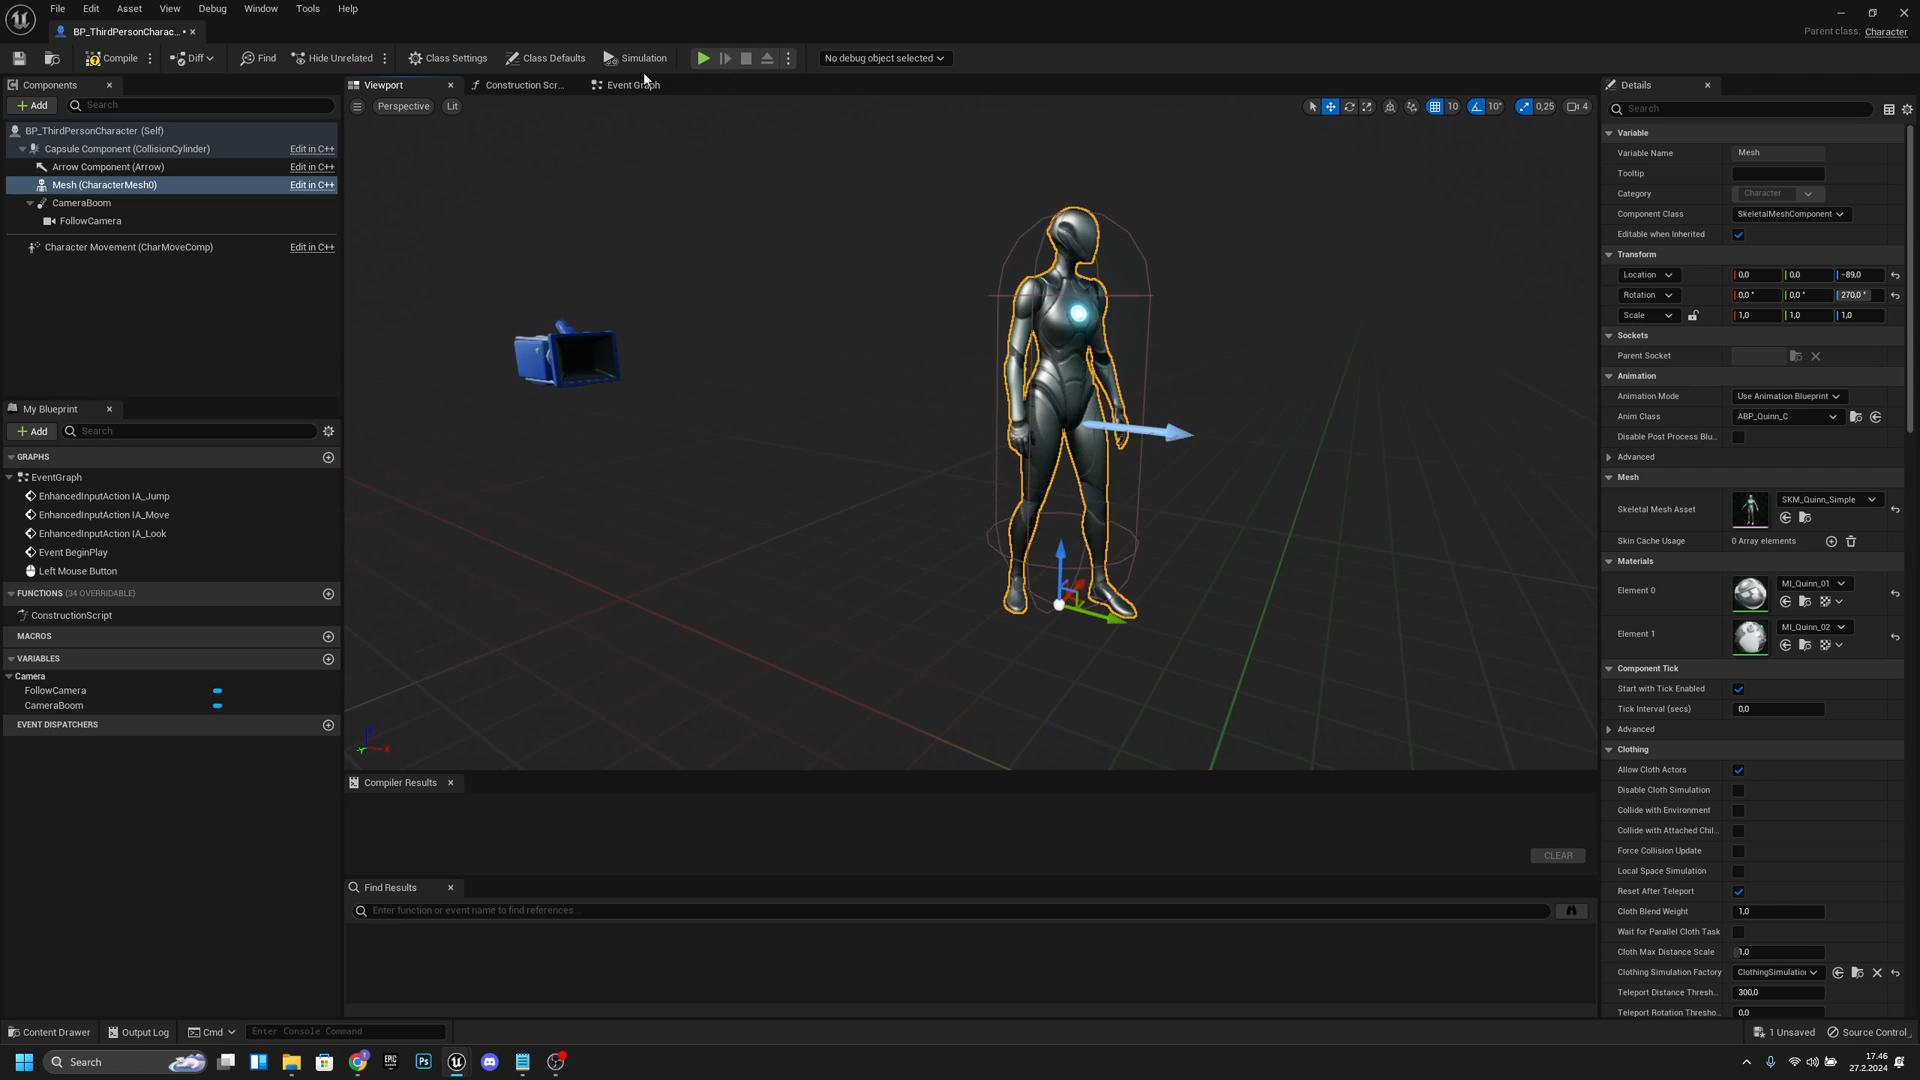 File Edit Asset View Window Debug Tools Help
BP_ThirdPersonCharac... •
Parent class: Character
Compile Diff Find Hide Unrelated Class Settings Class Defaults Simulation No debug object selected
Components
Add Search
BP_ThirdPersonCharacter (Self)
Capsule Component (CollisionCylinder) Edit in C++
Arrow Component (Arrow) Edit in C++
Mesh (CharacterMesh0) Edit in C++
CameraBoom
FollowCamera
Character Movement (CharMoveComp) Edit in C++
My Blueprint
Add Search
GRAPHS
EventGraph
EnhancedInputAction IA_Jump
EnhancedInputAction IA_Move
EnhancedInputAction IA_Look
Event BeginPlay
Left Mouse Button
FUNCTIONS (34 OVERRIDABLE)
ConstructionScript
MACROS
VARIABLES
Camera
FollowCamera
CameraBoom
EVENT DISPATCHERS
Viewport Construction Scr... Event Graph
Perspective Lit
10 10° 0,25 4
Compiler Results
CLEAR
Find Results
Enter function or event name to find references...
Details
Search
Variable
Variable Name Mesh
Tooltip
Category Character
Component Class SkeletalMeshComponent
Editable when Inherited
Transform
Location 0,0 0,0 -89,0
Rotation 0,0 ° 0,0 ° 270,0 °
Scale 1,0 1,0 1,0
Sockets
Parent Socket
Animation
Animation Mode Use Animation Blueprint
Anim Class ABP_Quinn_C
Disable Post Process Blu...
Advanced
Mesh
Skeletal Mesh Asset SKM_Quinn_Simple
Skin Cache Usage 0 Array elements
Materials
Element 0 MI_Quinn_01
Element 1 MI_Quinn_02
Component Tick
Start with Tick Enabled
Tick Interval (secs) 0,0
Advanced
Clothing
Allow Cloth Actors
Disable Cloth Simulation
Collide with Environment
Collide with Attached Chil...
Force Collision Update
Local Space Simulation
Reset After Teleport
Cloth Blend Weight 1,0
Wait for Parallel Cloth Task
Cloth Max Distance Scale 1,0
Clothing Simulation Factory ClothingSimulatio
Teleport Distance Thresh... 300,0
Teleport Rotation Thresho... 0,0
Content Drawer Output Log Cmd Enter Console Command
1 Unsaved Source Control
Search
EPIC
Ps
17.46
27.2.2024